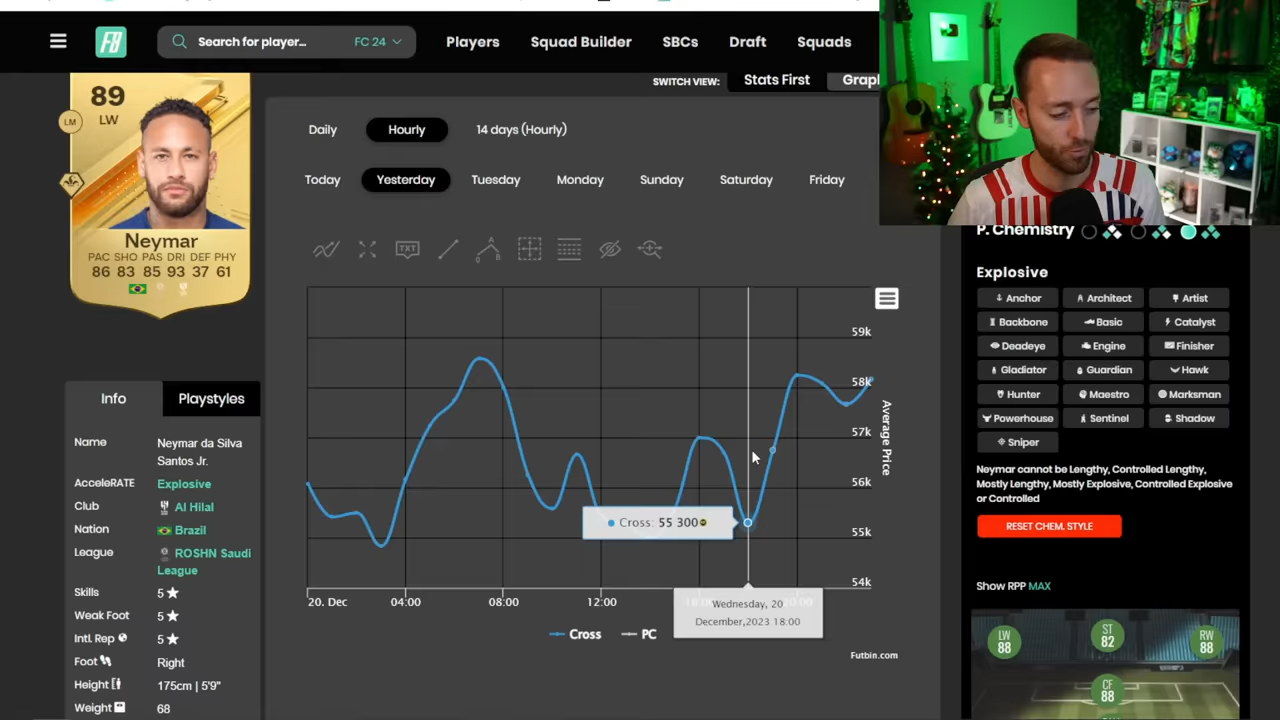 FB
Search for player...
FC 24
Players
Squad Builder
SBCs
Draft
Squads
SWITCH VIEW:
Stats First
Grap
89
LW
LM
Neymar
PAC SHO PAS DRI DEF PHY
86 83 85 93 37 61
Daily
Hourly
14 days (Hourly)
Today
Yesterday
Tuesday
Monday
Sunday
Saturday
Friday
TXT
59k
58k
57k
56k
55k
54k
Average Price
Cross: 55 300
Wednesday, 20
December,2023 18:00
20. Dec
04:00
08:00
12:00
20:00
Cross
PC
Futbin.com
Info
Playstyles
Name
Neymar da Silva
Santos Jr.
AcceleRATE
Explosive
Club
Al Hilal
Nation
Brazil
League
ROSHN Saudi
League
Skills
5
Weak Foot
5
Intl. Rep
5
Foot
Right
Height
175cm | 5'9"
Weight
68
P. Chemistry
Explosive
Anchor
Architect
Artist
Backbone
Basic
Catalyst
Deadeye
Engine
Finisher
Gladiator
Guardian
Hawk
Hunter
Maestro
Marksman
Powerhouse
Sentinel
Shadow
Sniper
Neymar cannot be Lengthy, Controlled Lengthy,
Mostly Lengthy, Mostly Explosive, Controlled Explosive
or Controlled
RESET CHEM. STYLE
Show RPP MAX
LW
88
ST
82
RW
88
CF
88